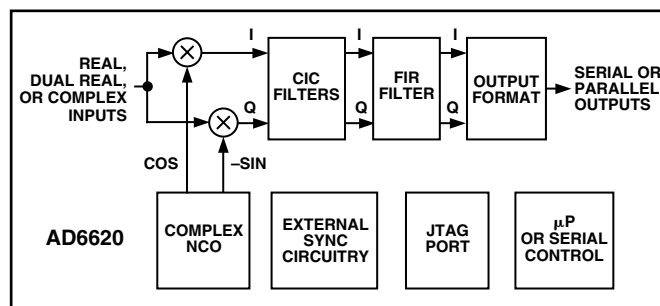 REAL,
DUAL REAL,
OR COMPLEX
INPUTS
I
Q
COS
–SIN
CIC
FILTERS
I
Q
FIR
FILTER
I
Q
OUTPUT
FORMAT
SERIAL OR
PARALLEL
OUTPUTS
AD6620
COMPLEX
NCO
EXTERNAL
SYNC
CIRCUITRY
JTAG
PORT
μP
OR SERIAL
CONTROL